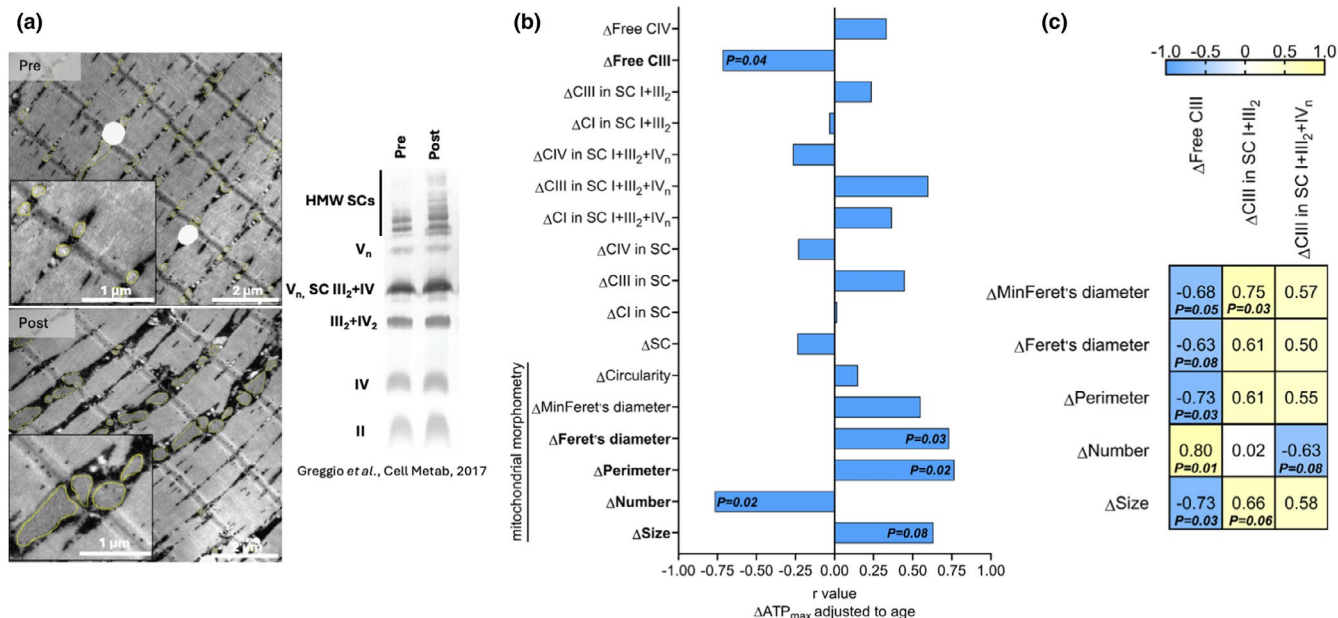 (a)
Pre
1 µm
2 µm
Post
1 µm
2 µm
Pre
Post
HMW SCs
Vn
Vn, SC III2+IV
III2+IV2
IV
II
Greggio et al., Cell Metab, 2017
(b)
ΔFree CIV
ΔFree CIII
P=0.04
ΔCIII in SC I+III2
ΔCI in SC I+III2
ΔCIV in SC I+III2+IVn
ΔCIII in SC I+III2+IVn
ΔCI in SC I+III2+IVn
ΔCIV in SC
ΔCIII in SC
ΔCI in SC
ΔSC
mitochondrial morphometry
ΔCircularity
ΔMinFeret's diameter
ΔFeret's diameter
P=0.03
ΔPerimeter
P=0.02
ΔNumber
P=0.02
ΔSize
P=0.08
-1.00 -0.75 -0.50 -0.25 0.00 0.25 0.50 0.75 1.00
r value
ΔATPmax adjusted to age
(c)
-1.0 -0.5 0 0.5 1.0
ΔFree CIII
ΔCIII in SC I+III2
ΔCIII in SC I+III2+IVn
ΔMinFeret's diameter
-0.68 0.75 0.57
P=0.05 P=0.03
ΔFeret's diameter
-0.63 0.61 0.50
P=0.08
ΔPerimeter
-0.73 0.61 0.55
P=0.03
ΔNumber
0.80 0.02 -0.63
P=0.01 P=0.08
ΔSize
-0.73 0.66 0.58
P=0.03 P=0.06